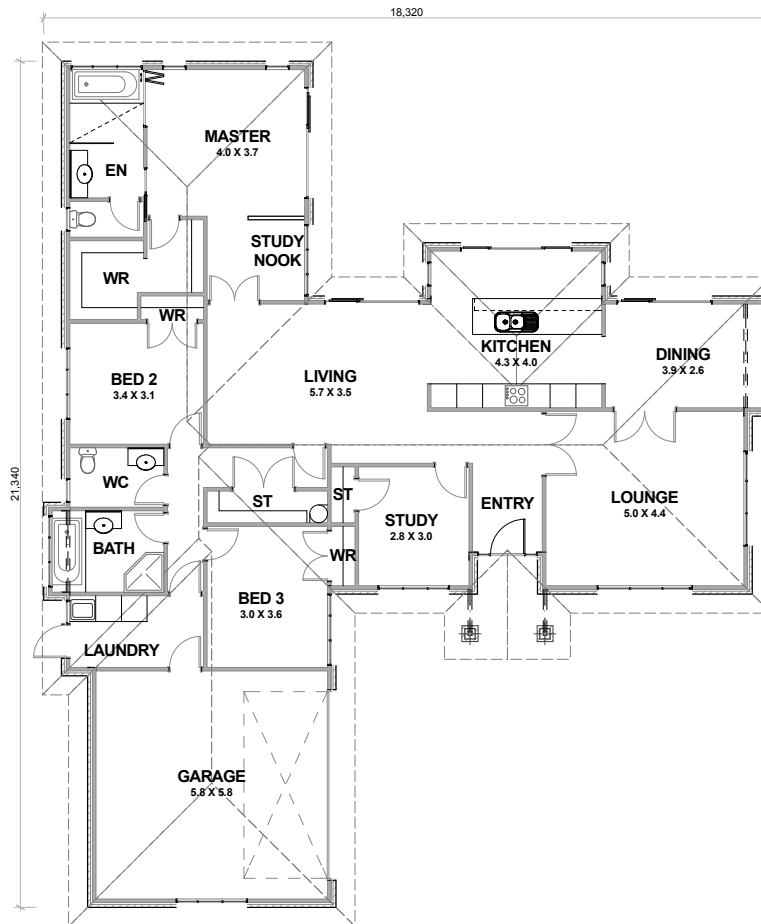 18,320
MASTER
4.0 X 3.7
EN
STUDY
NOOK
WR
WR
KITCHEN
4.3 X 4.0
DINING
3.9 X 2.6
BED 2
3.4 X 3.1
LIVING
5.7 X 3.5
21,340
WC
ST
ST
ENTRY
LOUNGE
5.0 X 4.4
STUDY
2.8 X 3.0
BATH
WR
BED 3
3.0 X 3.6
LAUNDRY
GARAGE
5.8 X 5.8